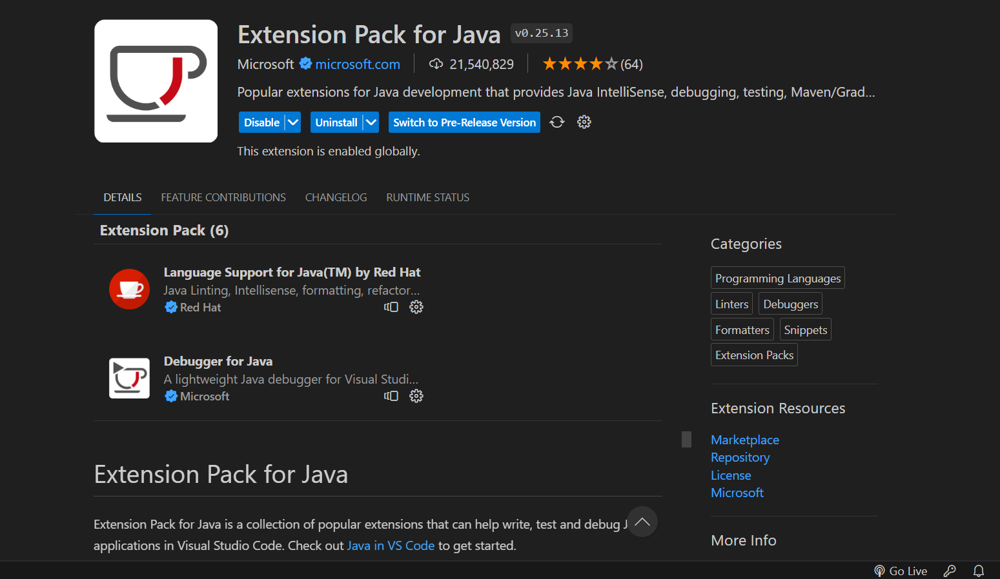 Extension Pack for Java v0.25.13
Microsoft microsoft.com 21,540,829 (64)
Popular extensions for Java development that provides Java IntelliSense, debugging, testing, Maven/Grad...
Disable Uninstall Switch to Pre-Release Version
This extension is enabled globally.
DETAILS FEATURE CONTRIBUTIONS CHANGELOG RUNTIME STATUS
Extension Pack (6)
Language Support for Java(TM) by Red Hat
Java Linting, Intellisense, formatting, refactor...
Red Hat
Debugger for Java
A lightweight Java debugger for Visual Studi...
Microsoft
Extension Pack for Java
Extension Pack for Java is a collection of popular extensions that can help write, test and debug J
applications in Visual Studio Code. Check out Java in VS Code to get started.
Categories
Programming Languages
Linters Debuggers
Formatters Snippets
Extension Packs
Extension Resources
Marketplace
Repository
License
Microsoft
More Info
Go Live